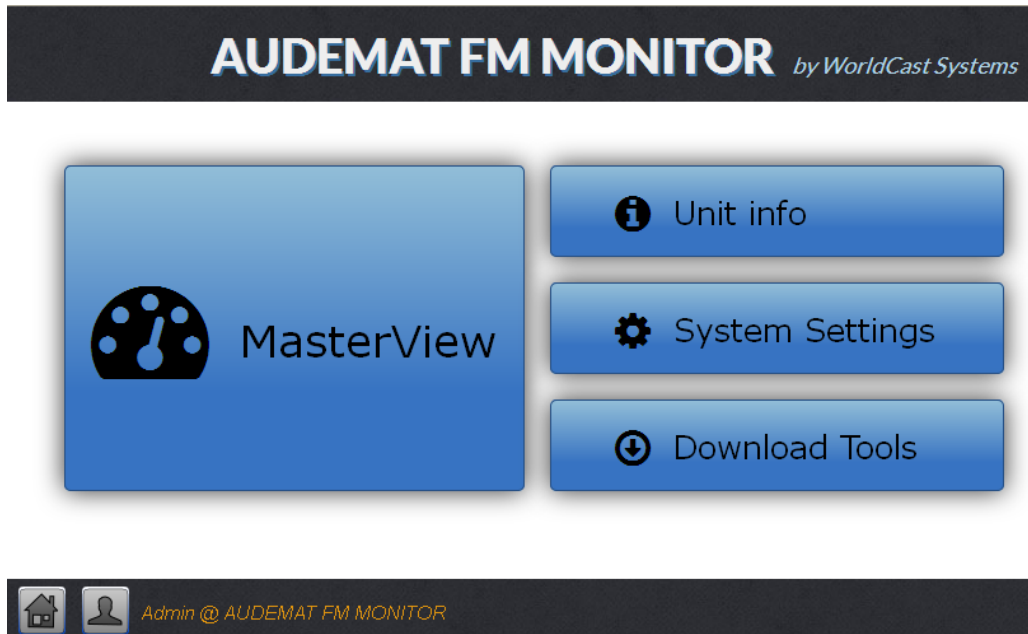 AUDEMAT FM MONITOR by WorldCast Systems
MasterView
Unit info
System Settings
Download Tools
Admin @ AUDEMAT FM MONITOR